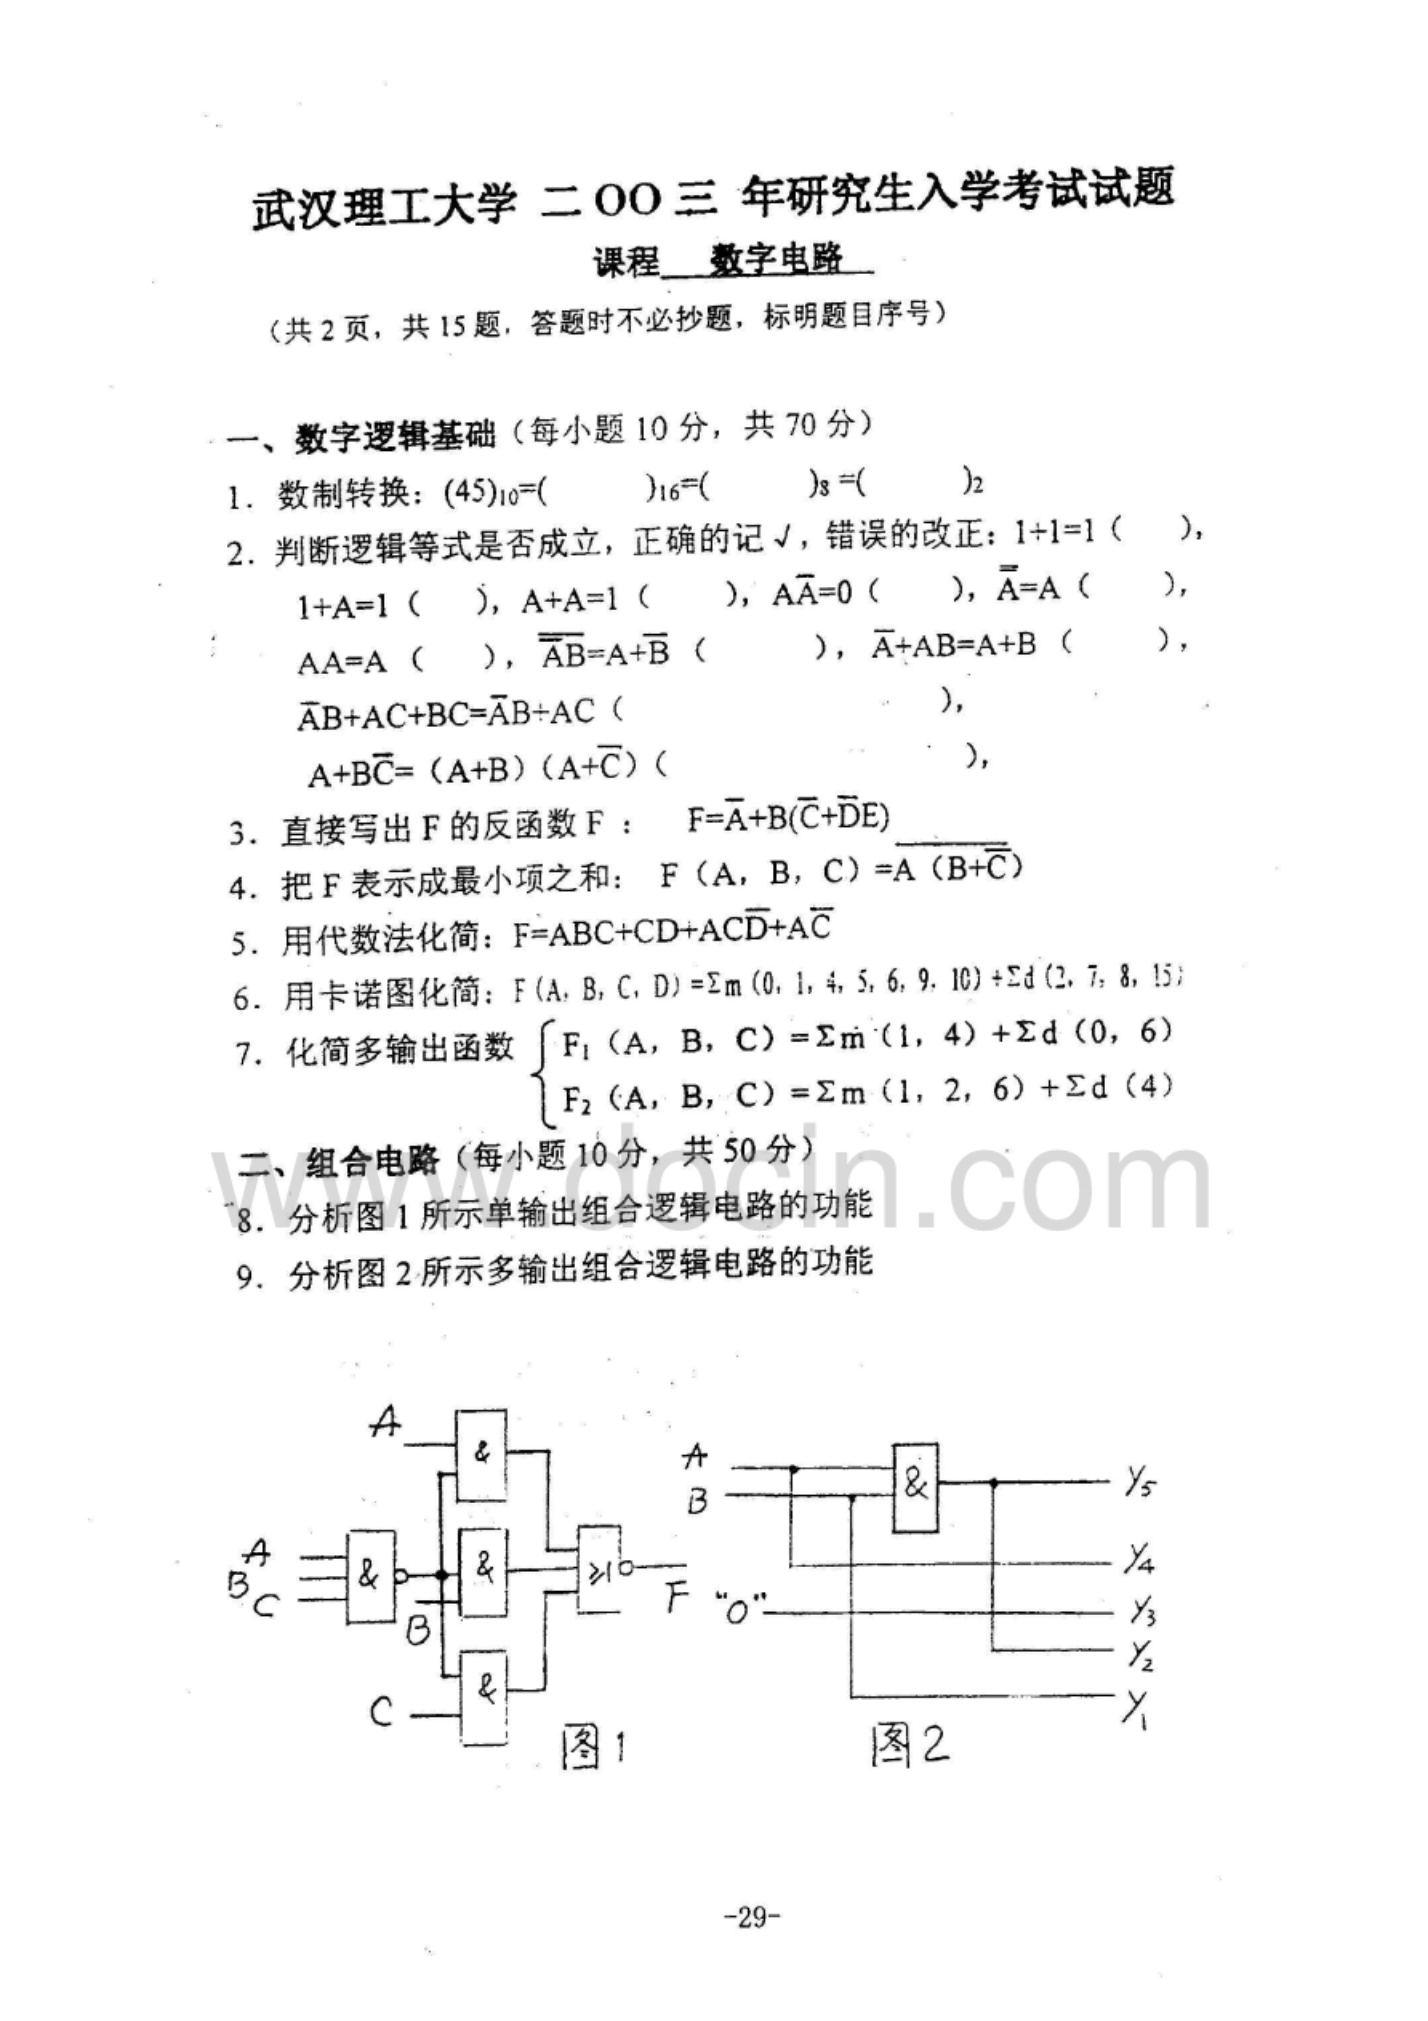 武汉理工大学 二OO三 年研究生入学考试试题
课程 数字电路
（共2页，共15题，答题时不必抄题，标明题目序号）
一、数字逻辑基础（每小题10分，共70分）
1. 数制转换：(45)₁₀=( )₁₆=( )₈=( )₂
2. 判断逻辑等式是否成立，正确的记√，错误的改正：1+1=1（ ），
1+A=1（ ），A+A=1（ ），AA̅=0（ ），A̿=A（ ），
AA=A（ ），\overline{\overline{A}B}=A+B̅（ ），A̅+AB=A+B（ ），
A̅B+AC+BC=A̅B+AC（ ），
A+BC̅=（A+B）（A+C̅）（ ），
3. 直接写出F的反函数F： F=A̅+B(C̅+D̅E)
4. 把F表示成最小项之和： F（A，B，C）=\overline{A（B+C̅）}
5. 用代数法化简：F=ABC+CD+ACD̅+AC̅
6. 用卡诺图化简：F(A，B，C，D)=Σm(0，1，4，5，6，9，10)+Σd(2，7，8，15)
7. 化简多输出函数 { F₁（A，B，C）=Σm（1，4）+Σd（0，6）
F₂（A，B，C）=Σm（1，2，6）+Σd（4）
二、组合电路（每小题10分，共50分）
8. 分析图1所示单输出组合逻辑电路的功能
9. 分析图2所示多输出组合逻辑电路的功能
A
&
A
B
C
&
B
&
C
&
≥1
F
图1
A
B
&
"0"
Y₅
Y₄
Y₃
Y₂
Y₁
图2
-29-
www.docin.com